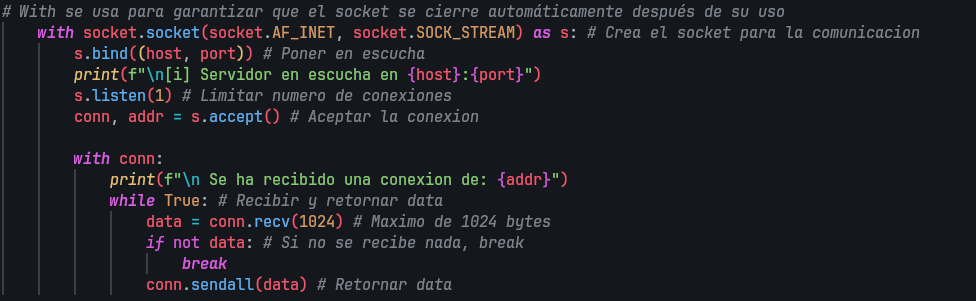 # With se usa para garantizar que el socket se cierre automáticamente después de su uso
with socket.socket(socket.AF_INET, socket.SOCK_STREAM) as s: # Crea el socket para la comunicacion
s.bind((host, port)) # Poner en escucha
print(f"\n[i] Servidor en escucha en {host}:{port}")
s.listen(1) # Limitar numero de conexiones
conn, addr = s.accept() # Aceptar la conexion
with conn:
print(f"\n Se ha recibido una conexion de: {addr}")
while True: # Recibir y retornar data
data = conn.recv(1024) # Maximo de 1024 bytes
if not data: # Si no se recibe nada, break
break
conn.sendall(data) # Retornar data